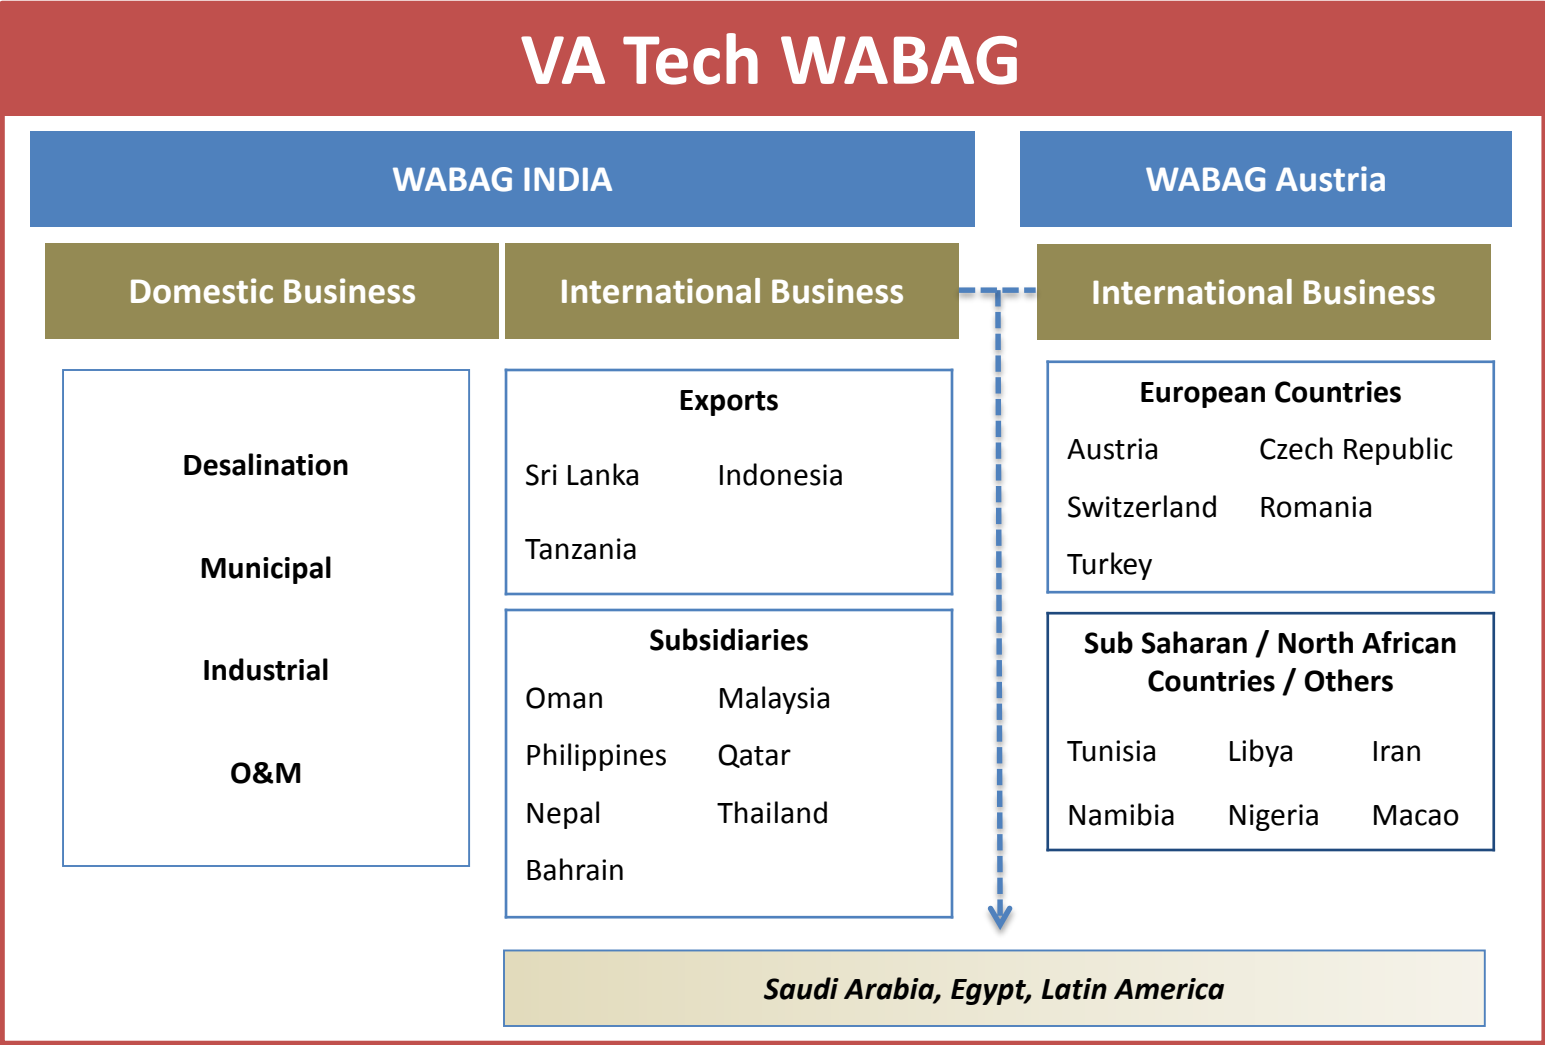 VA Tech WABAG
WABAG INDIA
WABAG Austria
Domestic Business
International Business
International Business
Desalination
Municipal
Industrial
O&M
Exports
Sri Lanka Indonesia
Tanzania
Subsidiaries
Oman Malaysia
Philippines Qatar
Nepal Thailand
Bahrain
European Countries
Austria Czech Republic
Switzerland Romania
Turkey
Sub Saharan / North African
Countries / Others
Tunisia Libya Iran
Namibia Nigeria Macao
Saudi Arabia, Egypt, Latin America